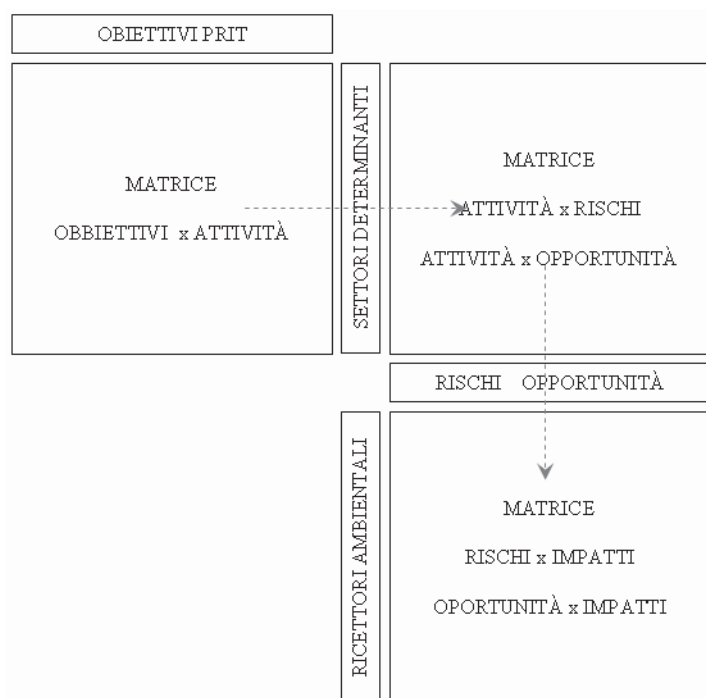 OBIETTIVI PRIT
MATRICE
OBBIETTIVI x ATTIVITÀ
SETTORI DETERMINANTI
MATRICE
ATTIVITÀ x RISCHI
ATTIVITÀ x OPPORTUNITÀ
RISCHI OPPORTUNITÀ
RICETTORI AMBIENTALI
MATRICE
RISCHI x IMPATTI
OPORTUNITÀ x IMPATTI